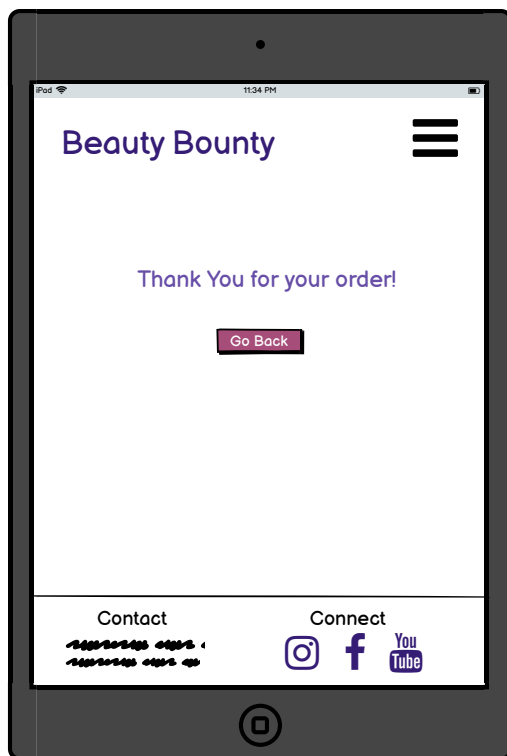 iPad 11:34 PM
Beauty Bounty
Thank You for your order!
Go Back
Contact Connect
You
Tube